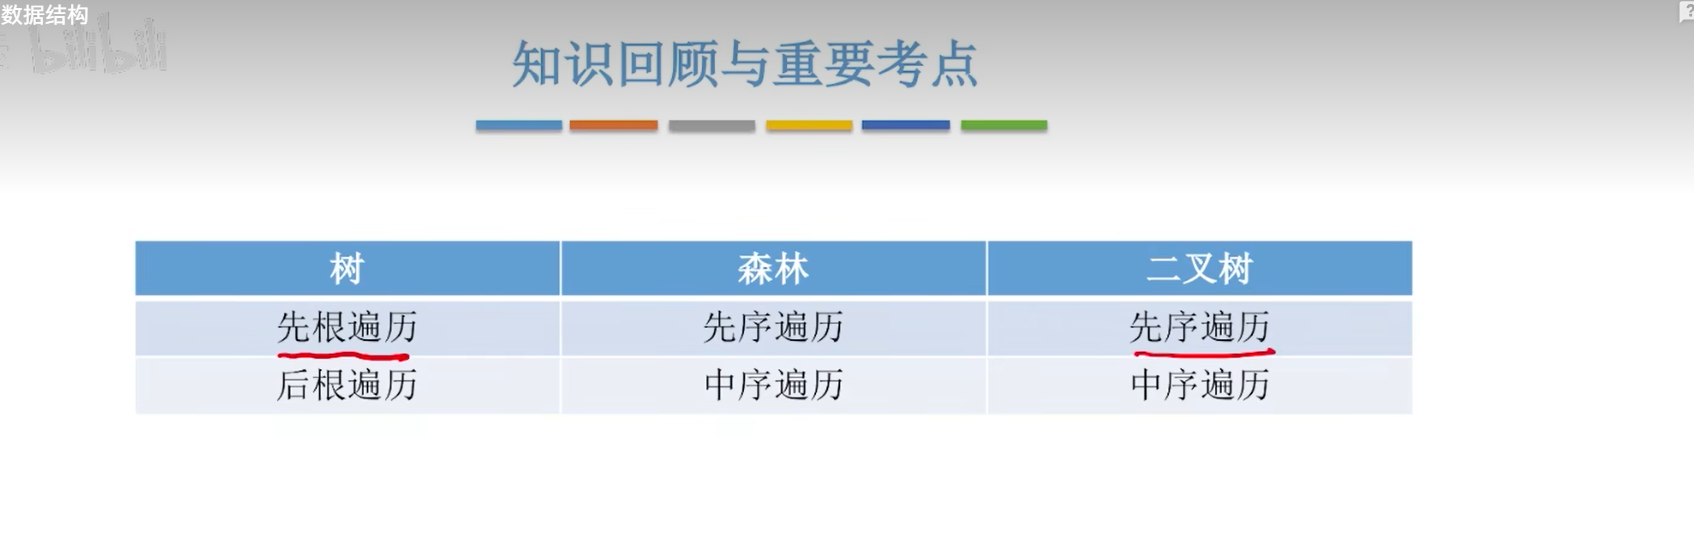 数据结构
bilibili
知识回顾与重要考点
树 森林 二叉树
先根遍历 先序遍历 先序遍历
后根遍历 中序遍历 中序遍历